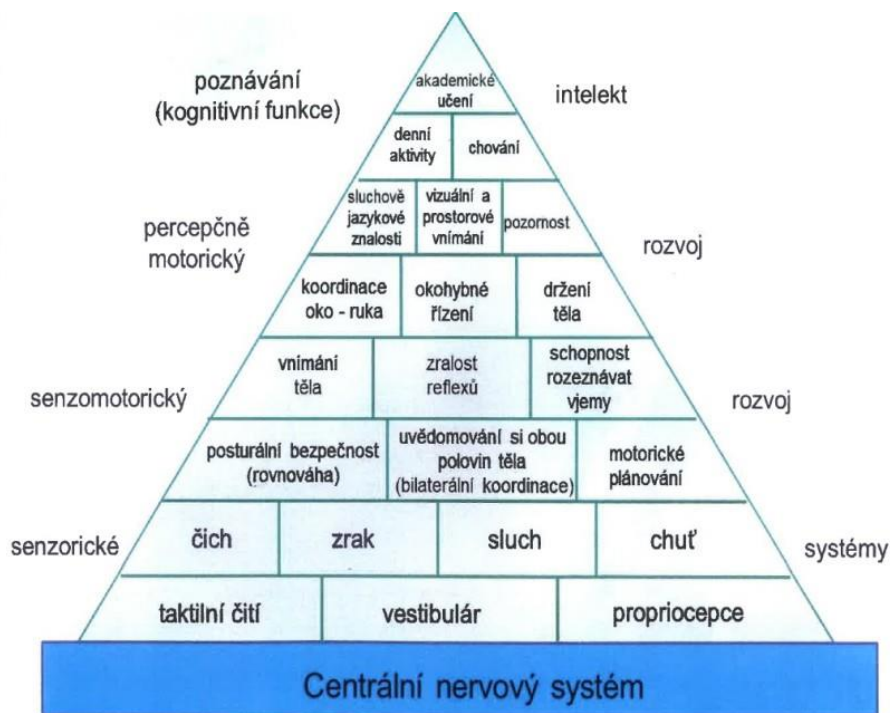 poznávání
(kognitivní funkce)
akademické
učení
intelekt
denní
aktivity
chování
percepčně
motorický
sluchově
jazykové
znalosti
vizuální a
prostorové
vnímání
pozornost
rozvoj
koordinace
oko - ruka
okohybné
řízení
držení
těla
senzomotorický
vnímání
těla
zralost
reflexů
schopnost
rozeznávat
vjemy
rozvoj
posturální bezpečnost
(rovnováha)
uvědomování si obou
polovin těla
(bilaterální koordinace)
motorické
plánování
senzorické
čich
zrak
sluch
chuť
systémy
taktilní čití
vestibulár
propriocepce
Centrální nervový systém